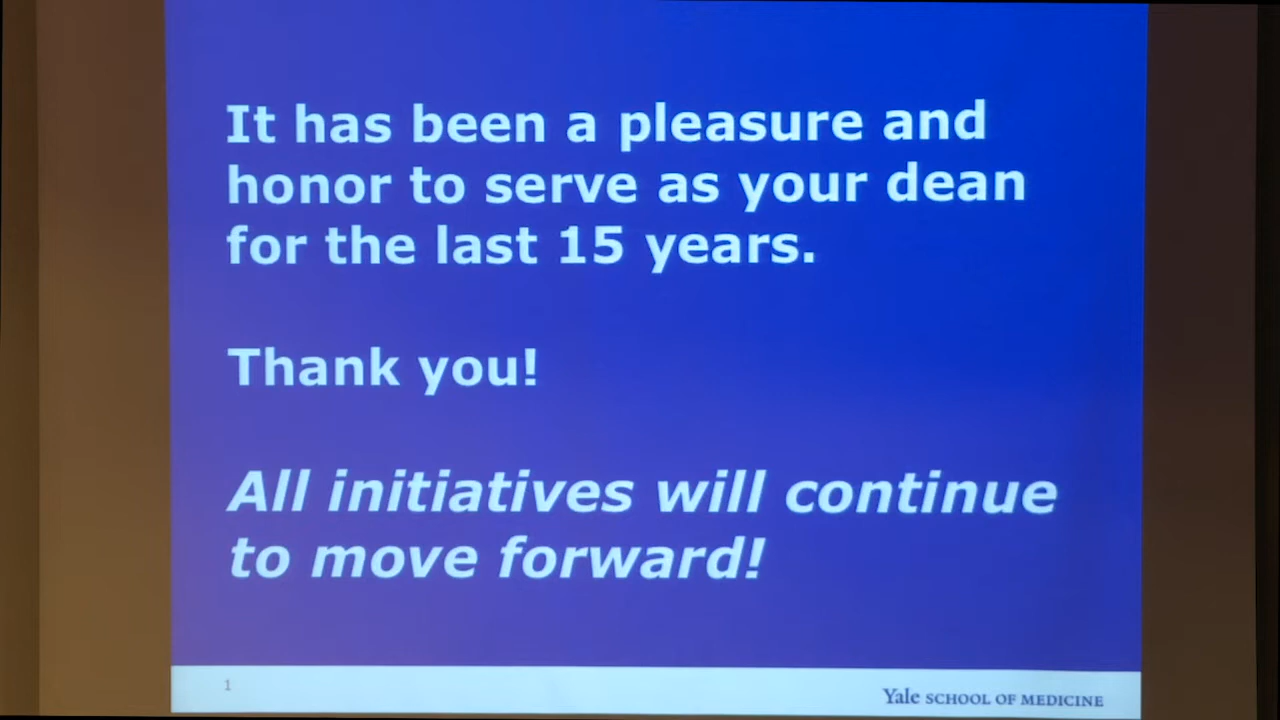 It has been a pleasure and
honor to serve as your dean
for the last 15 years.
Thank you!
All initiatives will continue
to move forward!
1
Yale SCHOOL OF MEDICINE